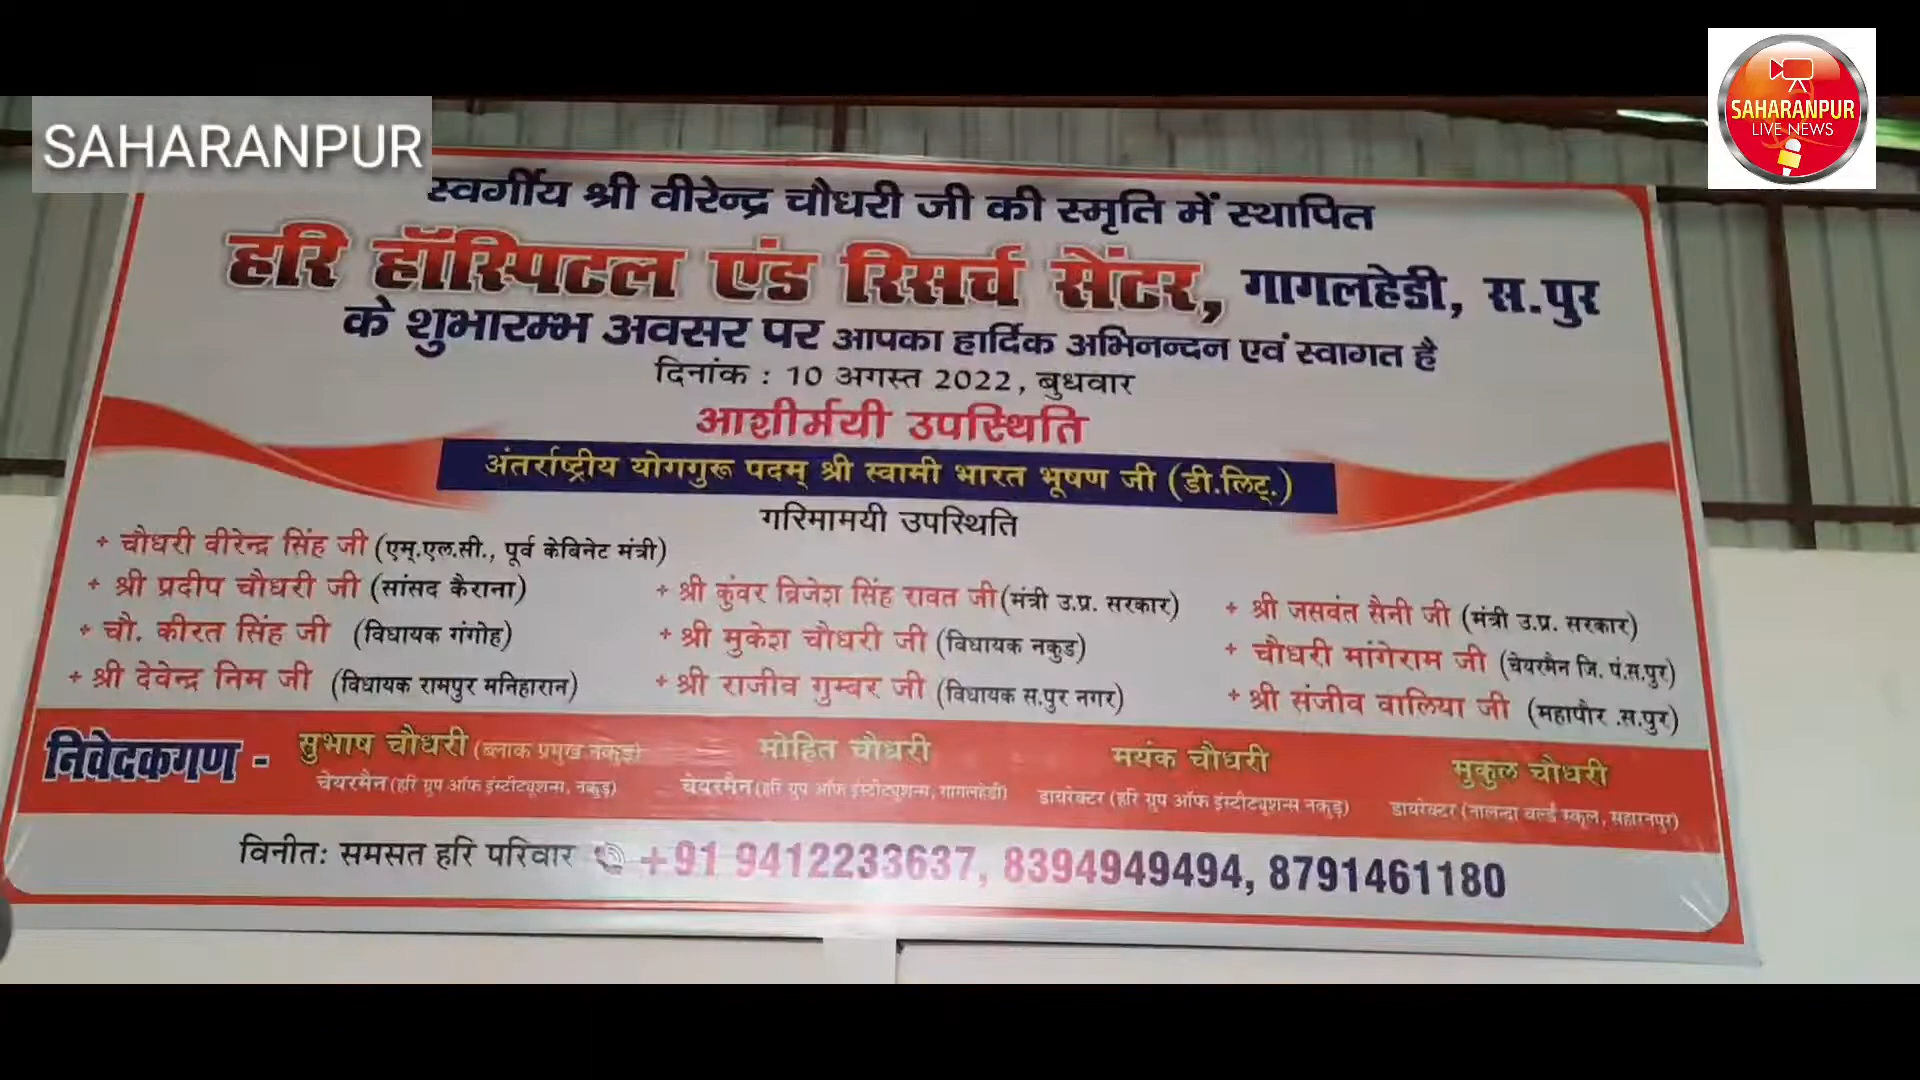 SAHARANPUR
SAHARANPUR
LIVE NEWS
स्वर्गीय श्री वीरेन्द्र चौधरी जी की स्मृति में स्थापित
हरि हॉस्पिटल एंड रिसर्च सेंटर, गागलहेडी, स.पुर
के शुभारम्भ अवसर पर आपका हार्दिक अभिनन्दन एवं स्वागत है
दिनांक : 10 अगस्त 2022, बुधवार
आशीर्मयी उपस्थिति
अंतर्राष्ट्रीय योगगुरू पदम् श्री स्वामी भारत भूषण जी (डी.लिट्.)
गरिमामयी उपस्थिति
+ चौधरी वीरेन्द्र सिंह जी (एम्.एल.सी., पूर्व केबिनेट मंत्री)
+ श्री प्रदीप चौधरी जी (सांसद कैराना) + श्री कुंवर ब्रिजेश सिंह रावत जी (मंत्री उ.प्र. सरकार) + श्री जसवंत सैनी जी (मंत्री उ.प्र. सरकार)
+ चौ. कीरत सिंह जी (विधायक गंगोह) + श्री मुकेश चौधरी जी (विधायक नकुड) + चौधरी मांगेराम जी (चेयरमैन जि. पं.स.पुर)
+ श्री देवेन्द्र निम जी (विधायक रामपुर मनिहारान) + श्री राजीव गुम्बर जी (विधायक स.पुर नगर) + श्री संजीव वालिया जी (महापौर .स.पुर)
निवेदकगण - सुभाष चौधरी (ब्लाक प्रमुख नकुड़) मोहित चौधरी मयंक चौधरी मुकुल चौधरी
चेयरमैन (हरि ग्रुप ऑफ इंस्टीट्यूशन्स, नकुड़) चेयरमैन (हरि ग्रुप ऑफ इंस्टीट्यूशन्स, गागलहेडी) डायरेक्टर (हरि ग्रुप ऑफ इंस्टीट्यूशन्स नकुड़) डायरेक्टर (नालन्दा वर्ल्ड स्कूल, सहारनपुर)
विनीतः समसत हरि परिवार +91 9412233637, 8394949494, 8791461180